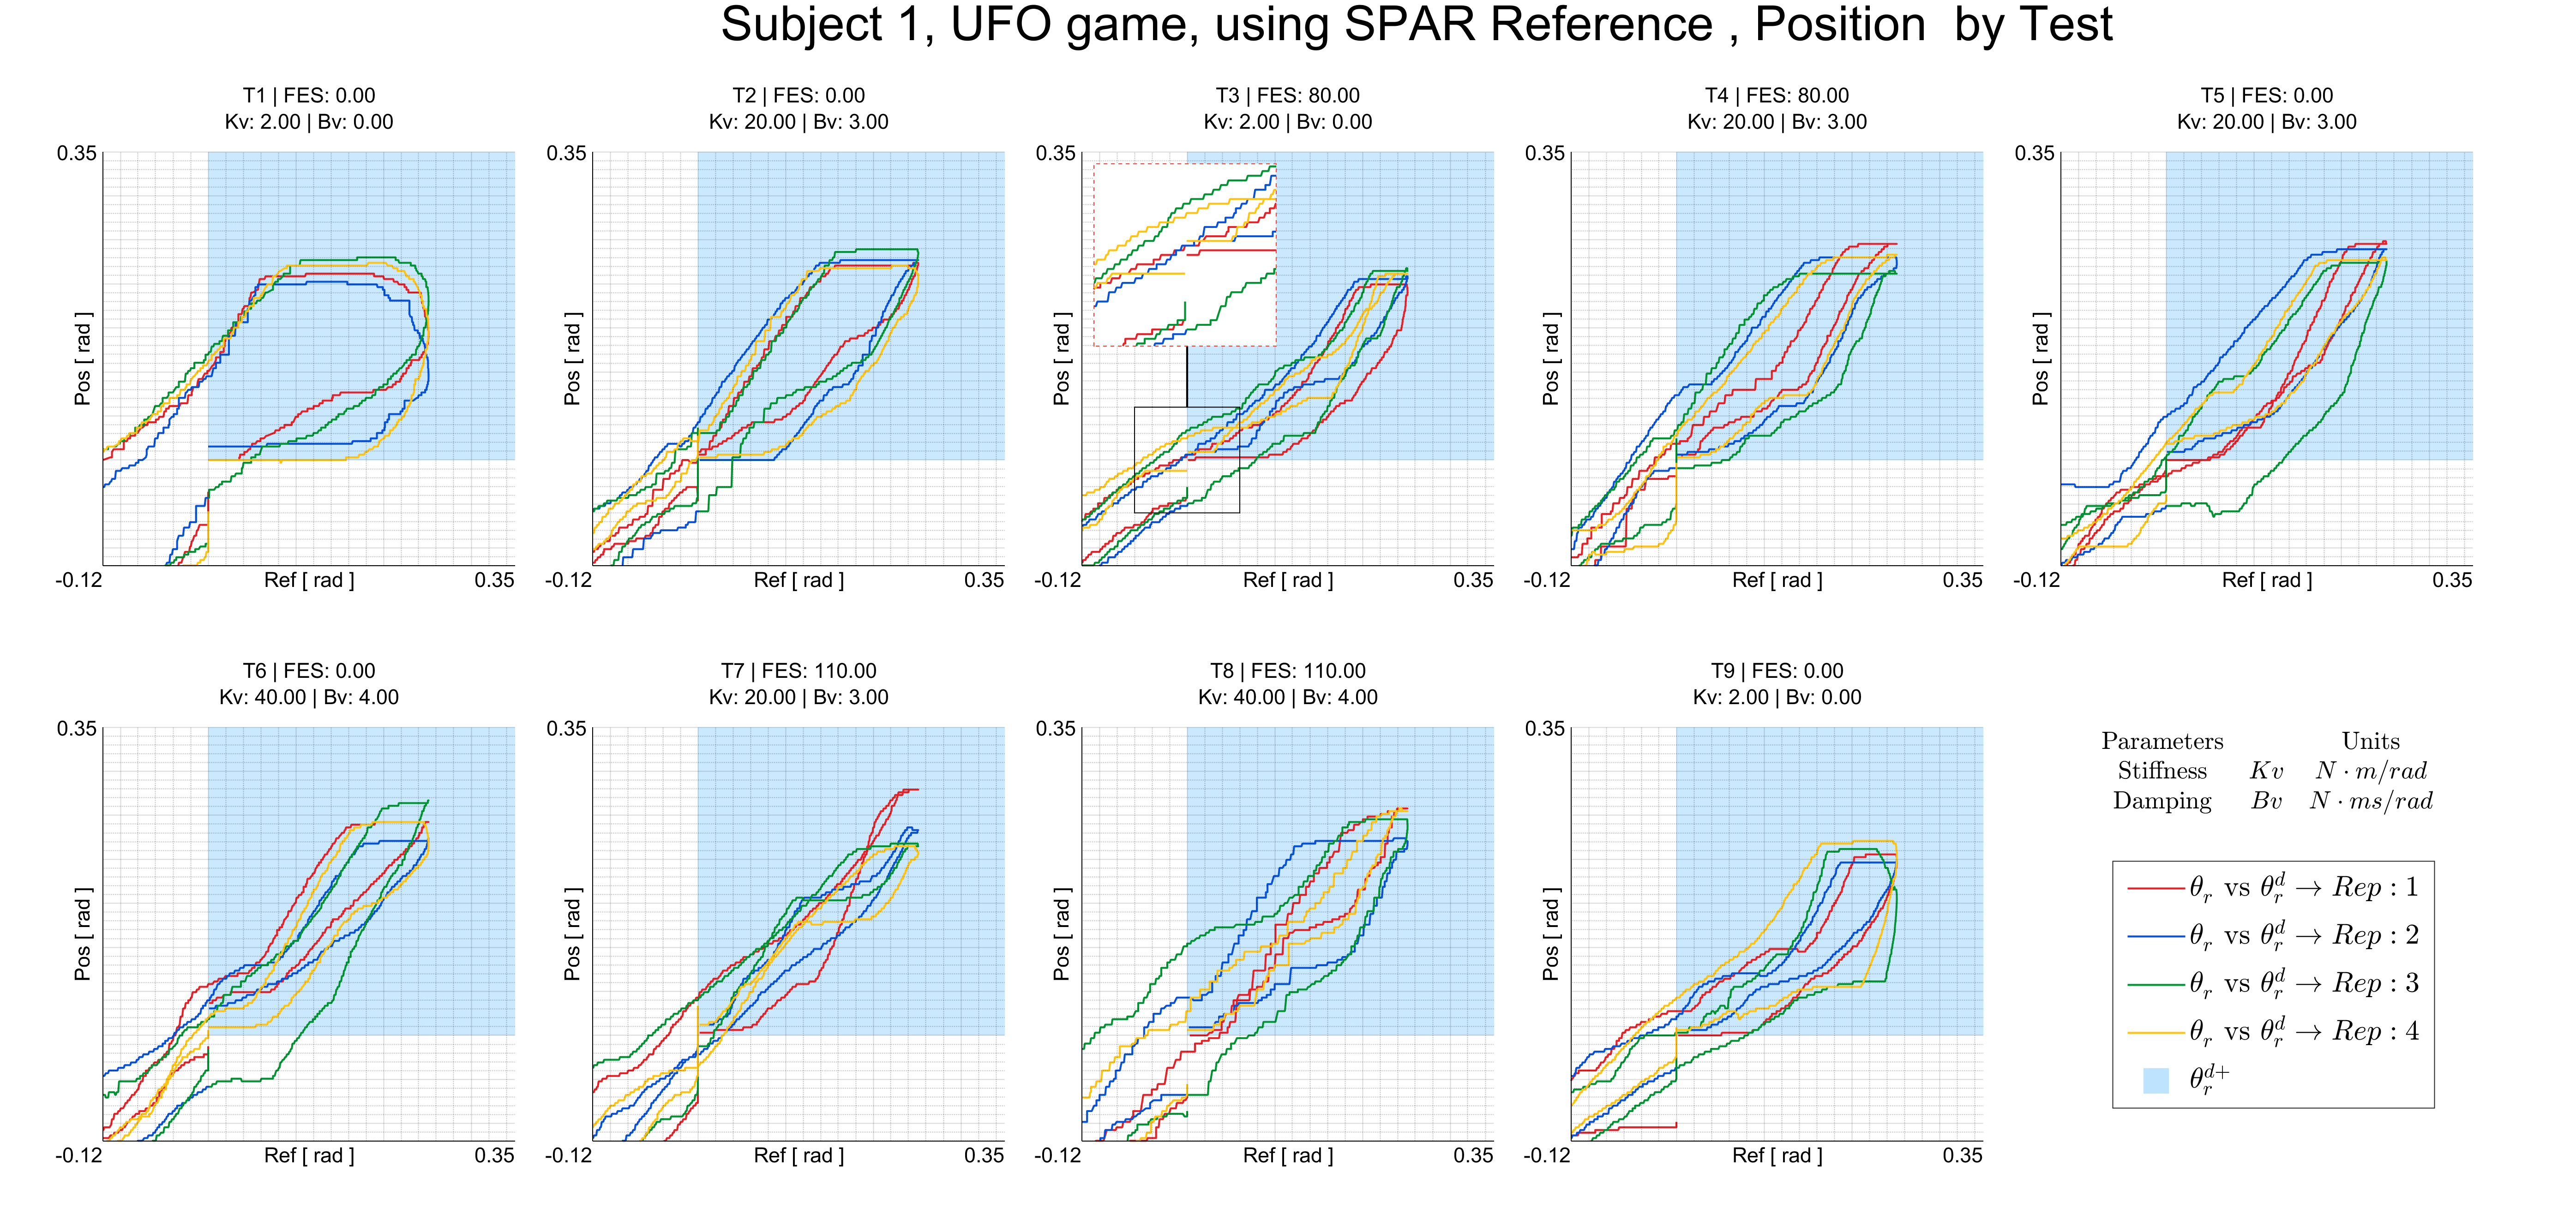 Subject 1, UFO game, using SPAR Reference , Position  by Test
T1 | FES: 0.00
Kv: 2.00 | Bv: 0.00
0.35
Pos [ rad ]
-0.12
Ref [ rad ]
0.35
T2 | FES: 0.00
Kv: 20.00 | Bv: 3.00
0.35
Pos [ rad ]
-0.12
Ref [ rad ]
0.35
T3 | FES: 80.00
Kv: 2.00 | Bv: 0.00
0.35
Pos [ rad ]
-0.12
Ref [ rad ]
0.35
T4 | FES: 80.00
Kv: 20.00 | Bv: 3.00
0.35
Pos [ rad ]
-0.12
Ref [ rad ]
0.35
T5 | FES: 0.00
Kv: 20.00 | Bv: 3.00
0.35
Pos [ rad ]
-0.12
Ref [ rad ]
0.35
T6 | FES: 0.00
Kv: 40.00 | Bv: 4.00
0.35
Pos [ rad ]
-0.12
Ref [ rad ]
0.35
T7 | FES: 110.00
Kv: 20.00 | Bv: 3.00
0.35
Pos [ rad ]
-0.12
Ref [ rad ]
0.35
T8 | FES: 110.00
Kv: 40.00 | Bv: 4.00
0.35
Pos [ rad ]
-0.12
Ref [ rad ]
0.35
T9 | FES: 0.00
Kv: 2.00 | Bv: 0.00
0.35
Pos [ rad ]
-0.12
Ref [ rad ]
0.35
Parameters Units
Stiffness Kv N · m/rad
Damping Bv N · ms/rad
θ_r vs θ_r^d → Rep : 1
θ_r vs θ_r^d → Rep : 2
θ_r vs θ_r^d → Rep : 3
θ_r vs θ_r^d → Rep : 4
θ_r^{d+}